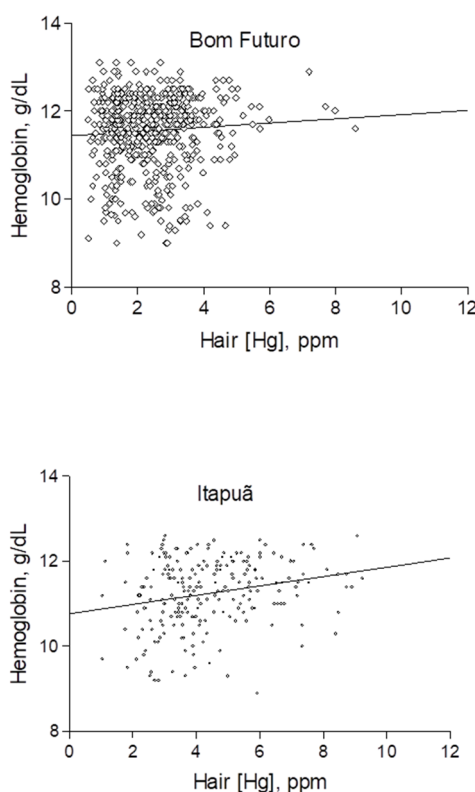 Bom Futuro
Hemoglobin, g/dL
14
12
10
8
0 2 4 6 8 10 12
Hair [Hg], ppm
Itapuã
Hemoglobin, g/dL
14
12
10
8
0 2 4 6 8 10 12
Hair [Hg], ppm